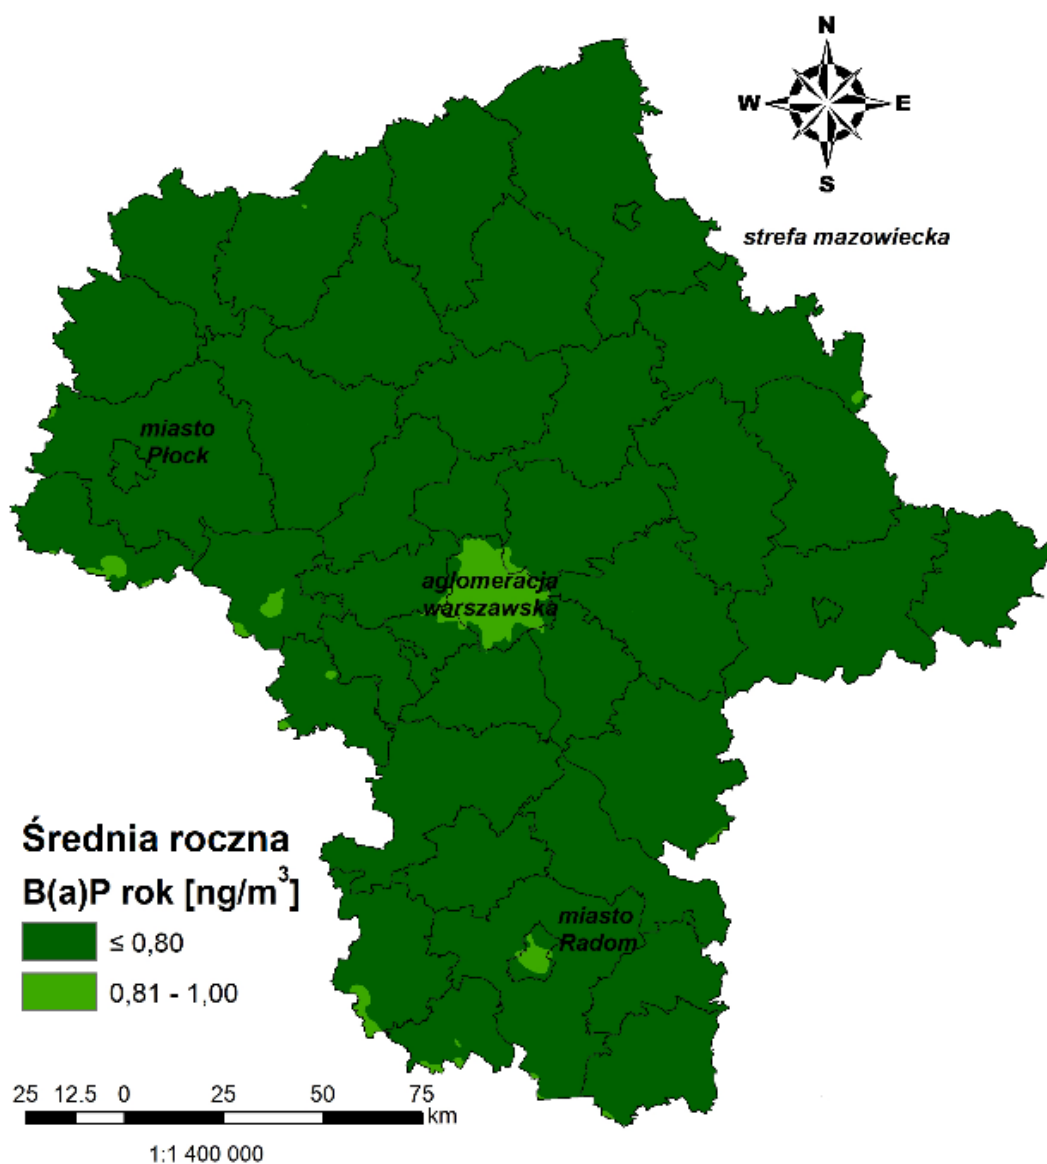 N
W E
S
strefa mazowiecka
miasto
Płock
aglomeracja
warszawska
Średnia roczna
B(a)P rok [ng/m³]
≤ 0,80
0,81 - 1,00
miasto
Radom
25 12.5 0 25 50 75
km
1:1 400 000